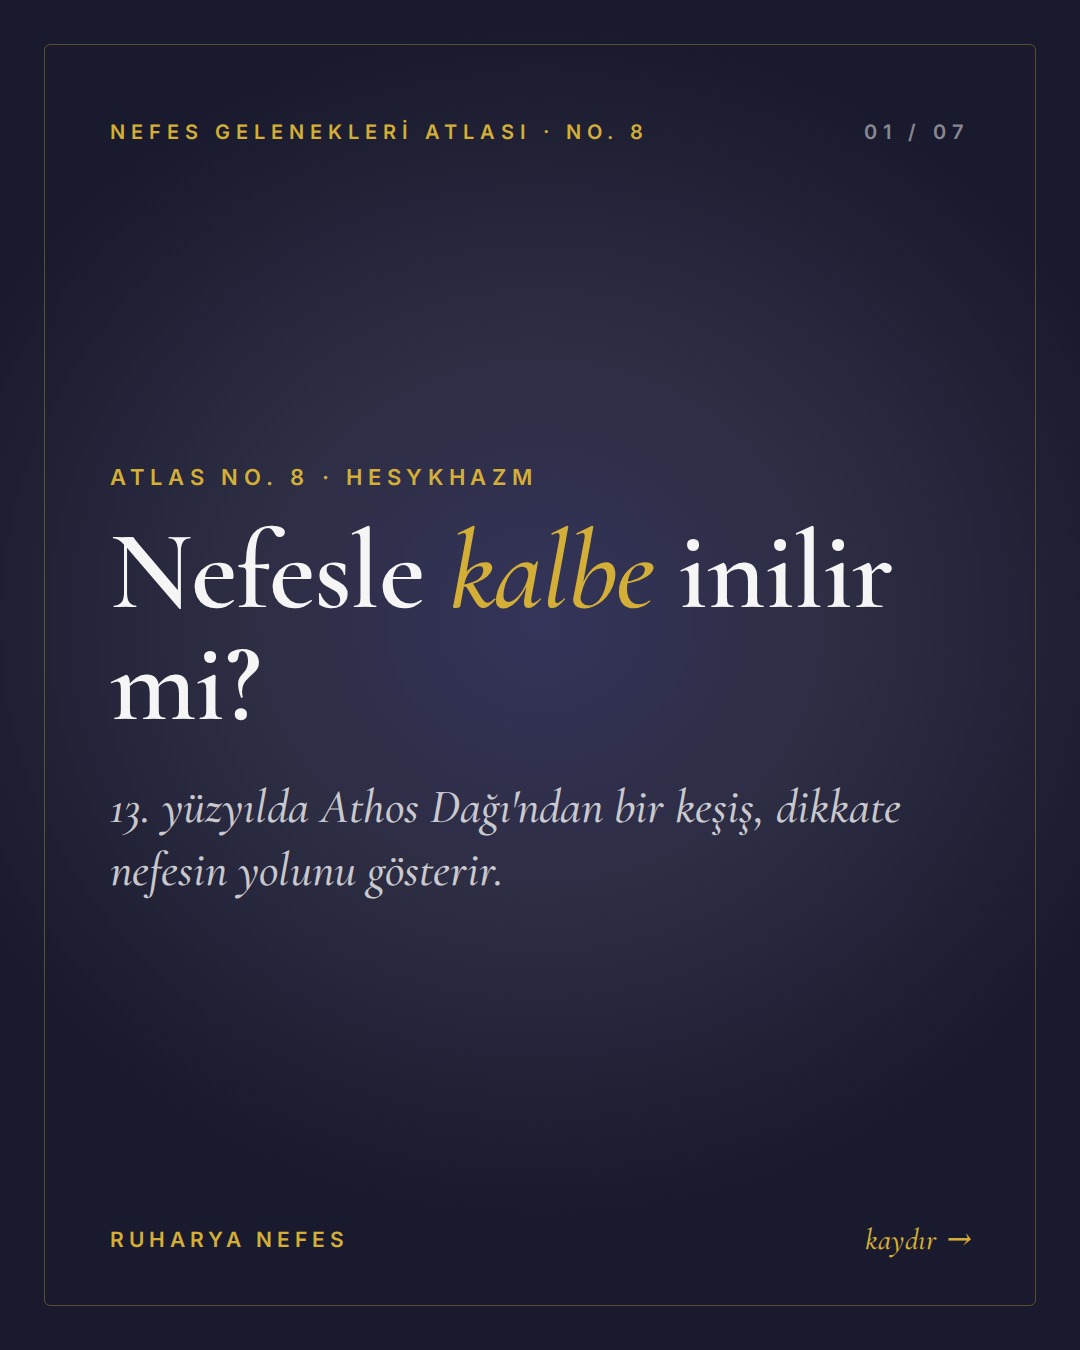 NEFES GELENEKLERİ ATLASI · NO. 8
01 / 07
ATLAS NO. 8 · HESYKHAZM
Nefesle kalbe inilir
mi?
13. yüzyılda Athos Dağı'ndan bir keşiş, dikkate
nefesin yolunu gösterir.
RUHARYA NEFES
kaydır →